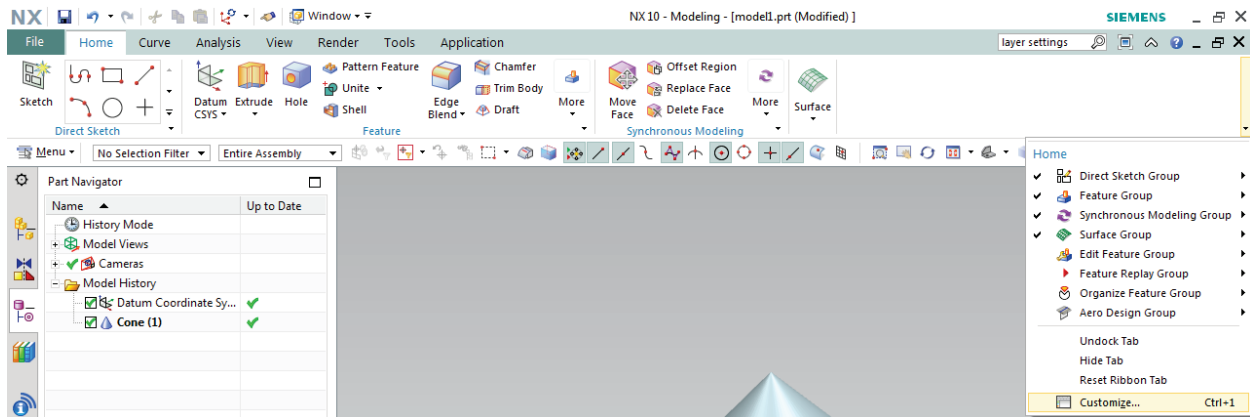 NX Window NX 10 - Modeling - [model1.prt (Modified) ] SIEMENS
File Home Curve Analysis View Render Tools Application layer settings
Sketch
Direct Sketch
Datum CSYS
Extrude
Hole
Pattern Feature
Unite
Shell
Edge Blend
Chamfer
Trim Body
Draft
More
Feature
Move Face
Offset Region
Replace Face
Delete Face
More
Synchronous Modeling
Surface
Menu No Selection Filter Entire Assembly
Part Navigator
Name Up to Date
History Mode
Model Views
Cameras
Model History
Datum Coordinate Sy...
Cone (1)
Home
Direct Sketch Group
Feature Group
Synchronous Modeling Group
Surface Group
Edit Feature Group
Feature Replay Group
Organize Feature Group
Aero Design Group
Undock Tab
Hide Tab
Reset Ribbon Tab
Customize... Ctrl+1